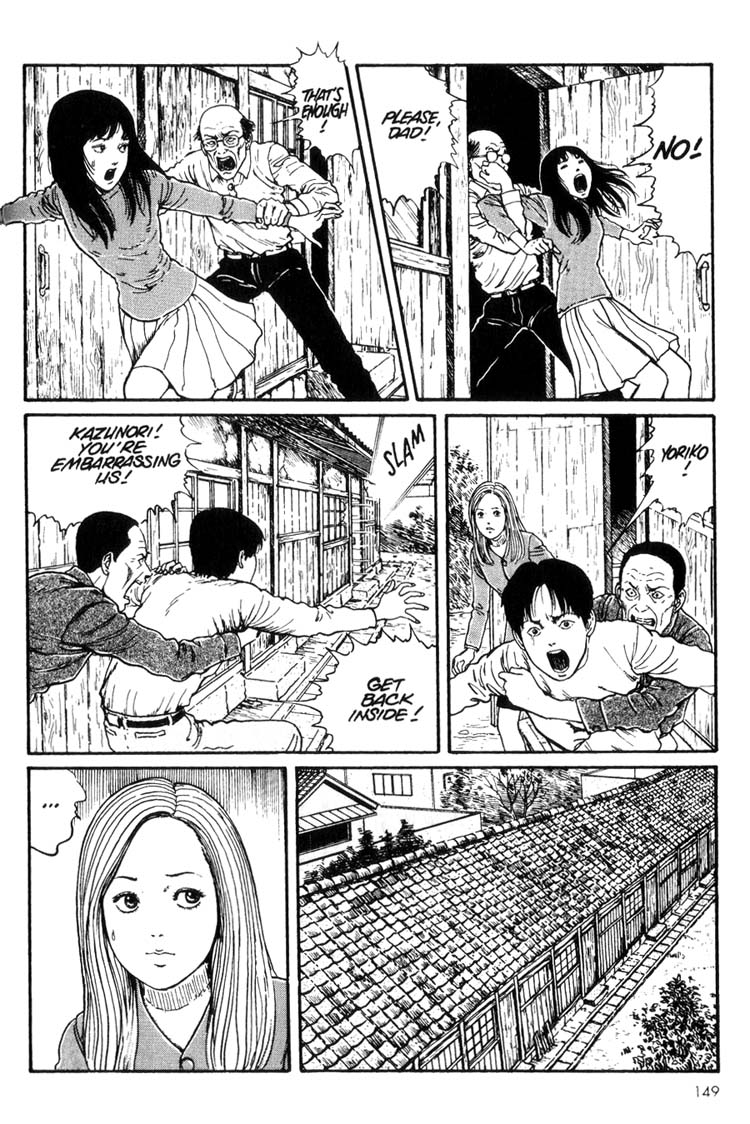 THAT'S
ENOUGH
!
PLEASE,
DAD!
NO!
KAZUNORI!
YOU'RE
EMBARRASSING
US!
SLAM
GET
BACK
INSIDE!
YORIKO
!
...
149